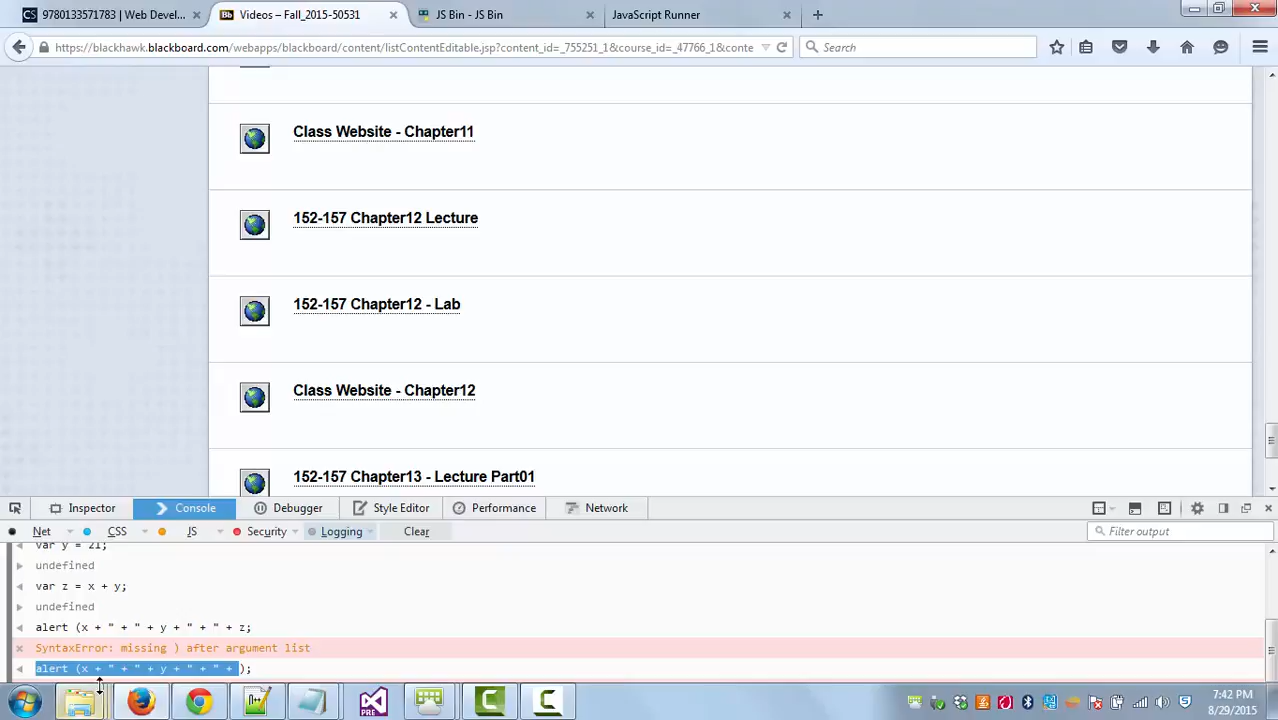 9780133571783 | Web Devel...
Videos – Fall_2015-50531
JS Bin - JS Bin
JavaScript Runner
https://blackhawk.blackboard.com/webapps/blackboard/content/listContentEditable.jsp?content_id=_755251_1&course_id=_47766_1&conte
Search
Class Website - Chapter11
152-157 Chapter12 Lecture
152-157 Chapter12 - Lab
Class Website - Chapter12
152-157 Chapter13 - Lecture Part01
Inspector
Console
Debugger
Style Editor
Performance
Network
Net
CSS
JS
Security
Logging
Clear
Filter output
var y = 21;
undefined
var z = x + y;
undefined
alert (x + " + " + y + " + " + z;
SyntaxError: missing ) after argument list
alert (x + " + " + y + " + " + );
7:42 PM
8/29/2015